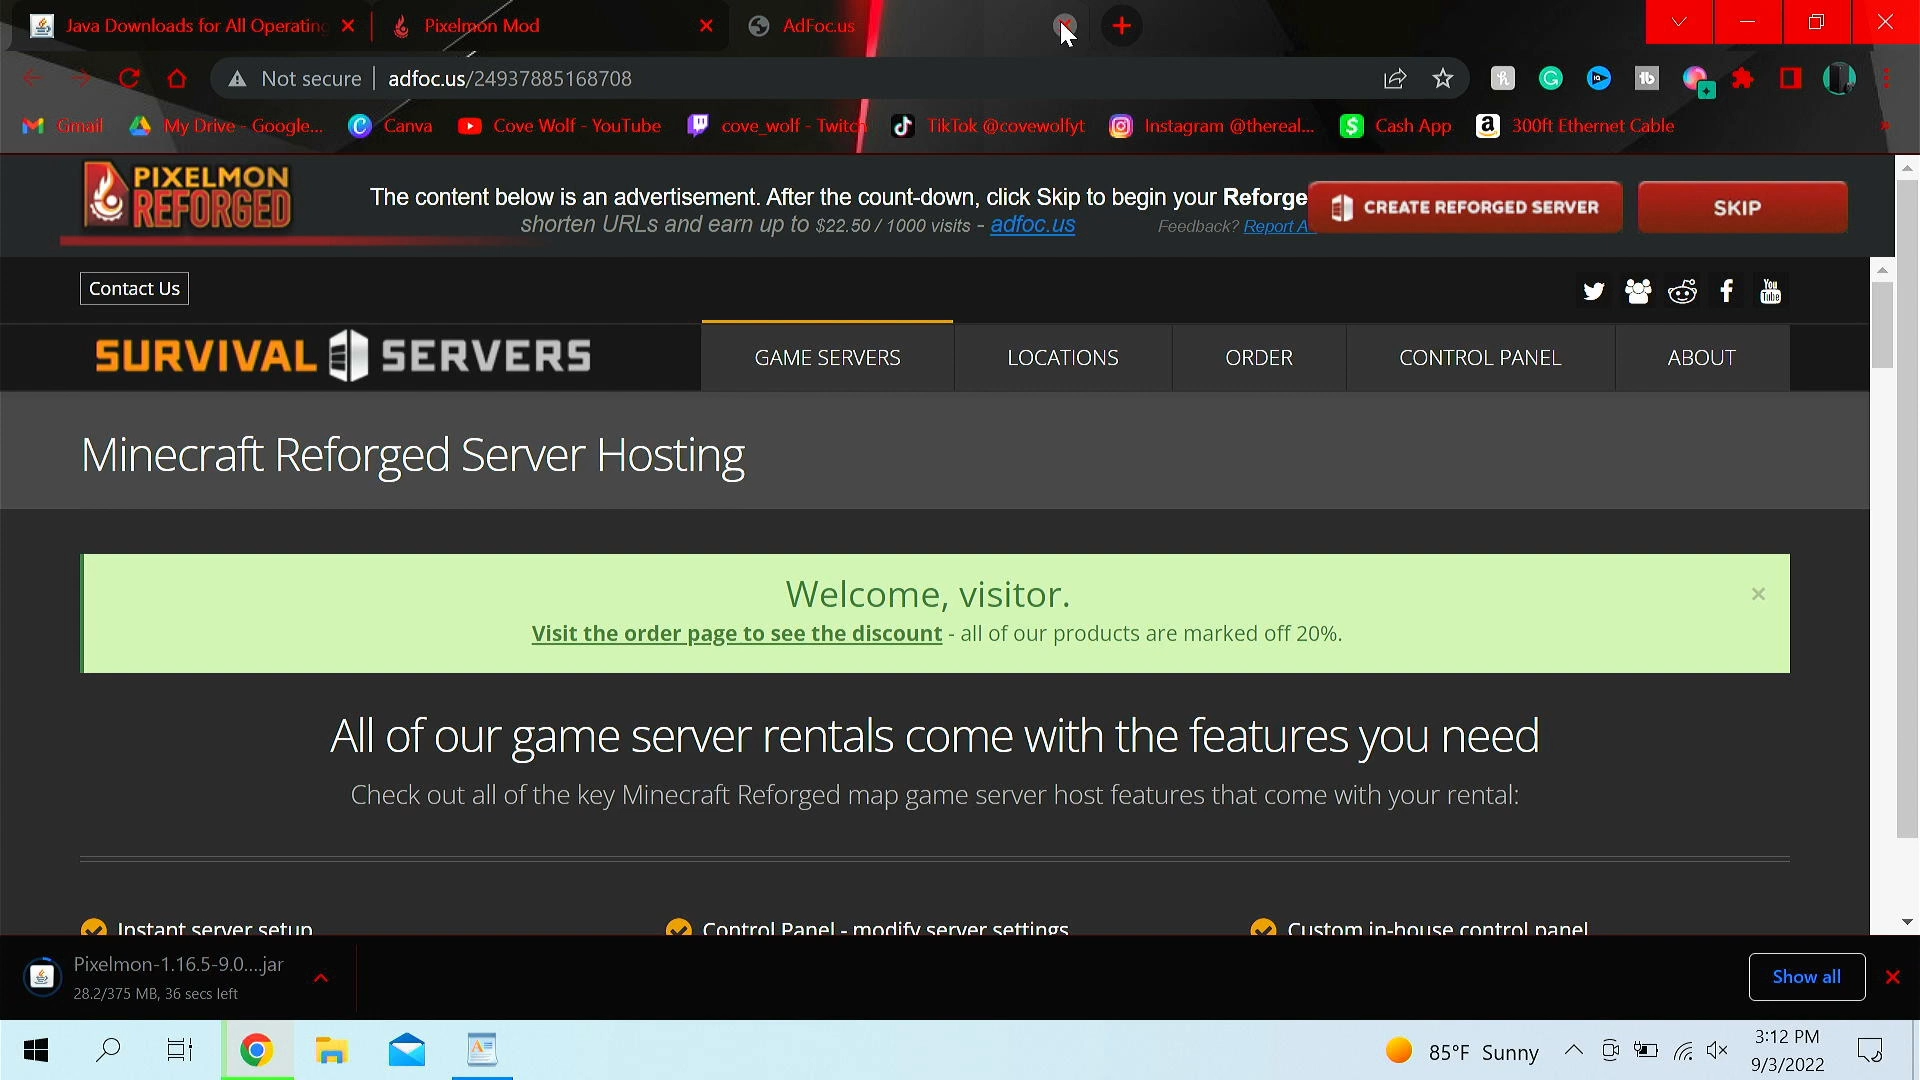 Java Downloads for All Operating
Pixelmon Mod
AdFoc.us
Not secure
adfoc.us/24937885168708
Gmail
My Drive - Google...
Canva
Cove Wolf - YouTube
cove_wolf - Twitch
TikTok @covewolfyt
Instagram @thereal...
Cash App
300ft Ethernet Cable
PIXELMON
REFORGED
The content below is an advertisement. After the count-down, click Skip to begin your Reforge
shorten URLs and earn up to $22.50 / 1000 visits - adfoc.us
Feedback? Report A
CREATE REFORGED SERVER
SKIP
Contact Us
You
Tube
SURVIVAL SERVERS
GAME SERVERS
LOCATIONS
ORDER
CONTROL PANEL
ABOUT
Minecraft Reforged Server Hosting
Welcome, visitor.
Visit the order page to see the discount - all of our products are marked off 20%.
All of our game server rentals come with the features you need
Check out all of the key Minecraft Reforged map game server host features that come with your rental:
Instant server setup
Control Panel - modify server settings
Custom in-house control panel
Pixelmon-1.16.5-9.0....jar
28.2/375 MB, 36 secs left
Show all
85°F Sunny
3:12 PM
9/3/2022